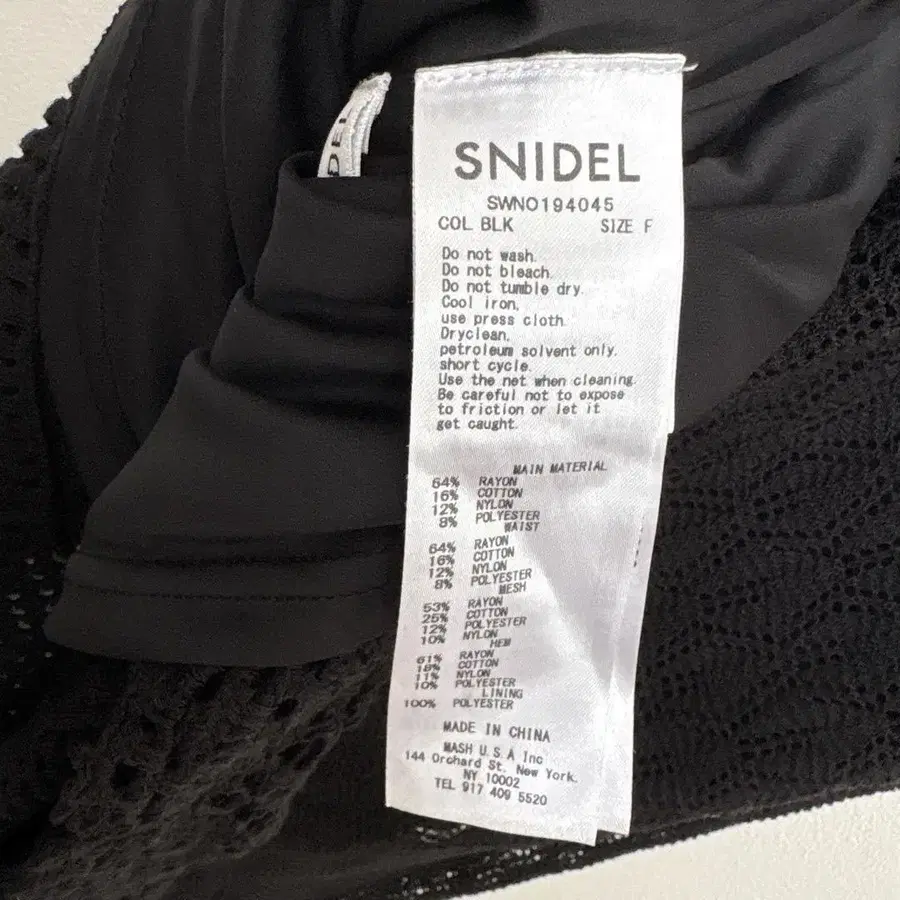 DEL
SNIDEL
SWNO194045
COL BLK SIZE F
Do not wash.
Do not bleach.
Do not tumble dry.
Cool iron.
use press cloth.
Dryclean,
petroleum solvent only.
short cycle.
Use the net when cleaning.
Be careful not to expose
to friction or let it
get caught.
MAIN MATERIAL
64% RAYON
16% COTTON
12% NYLON
8% POLYESTER
WAIST
64% RAYON
16% COTTON
12% NYLON
8% POLYESTER
MESH
53% RAYON
25% COTTON
12% POLYESTER
10% NYLON
HEM
61% RAYON
18% COTTON
11% NYLON
10% POLYESTER
LINING
100% POLYESTER
MADE IN CHINA
MASH U.S.A Inc
144 Orchard St. New York.
NY 10002
TEL 917 409 5520